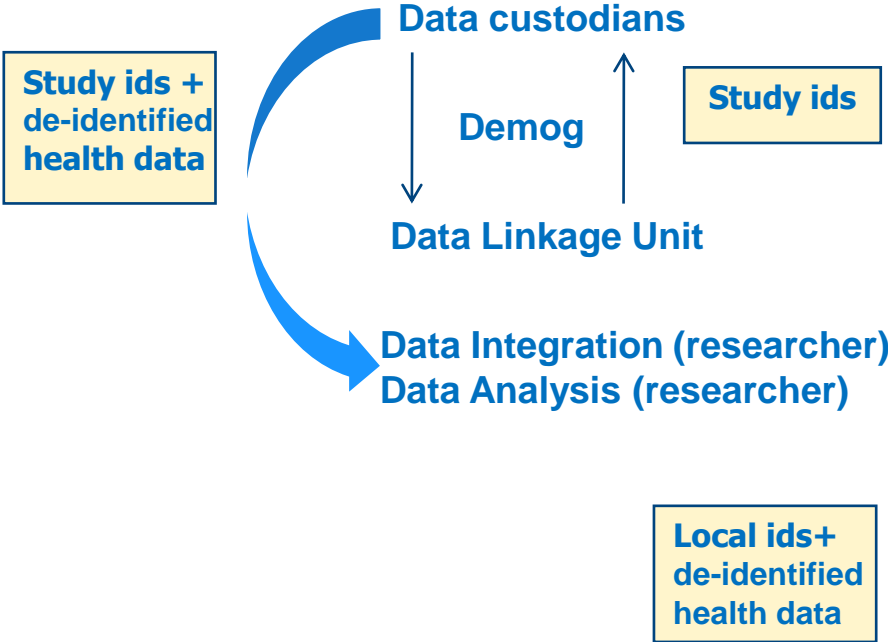 Data custodians
Study ids +
de-identified
health data
Study ids
Demog
Data Linkage Unit
Data Integration (researcher)
Data Analysis (researcher)
Local ids+
de-identified
health data